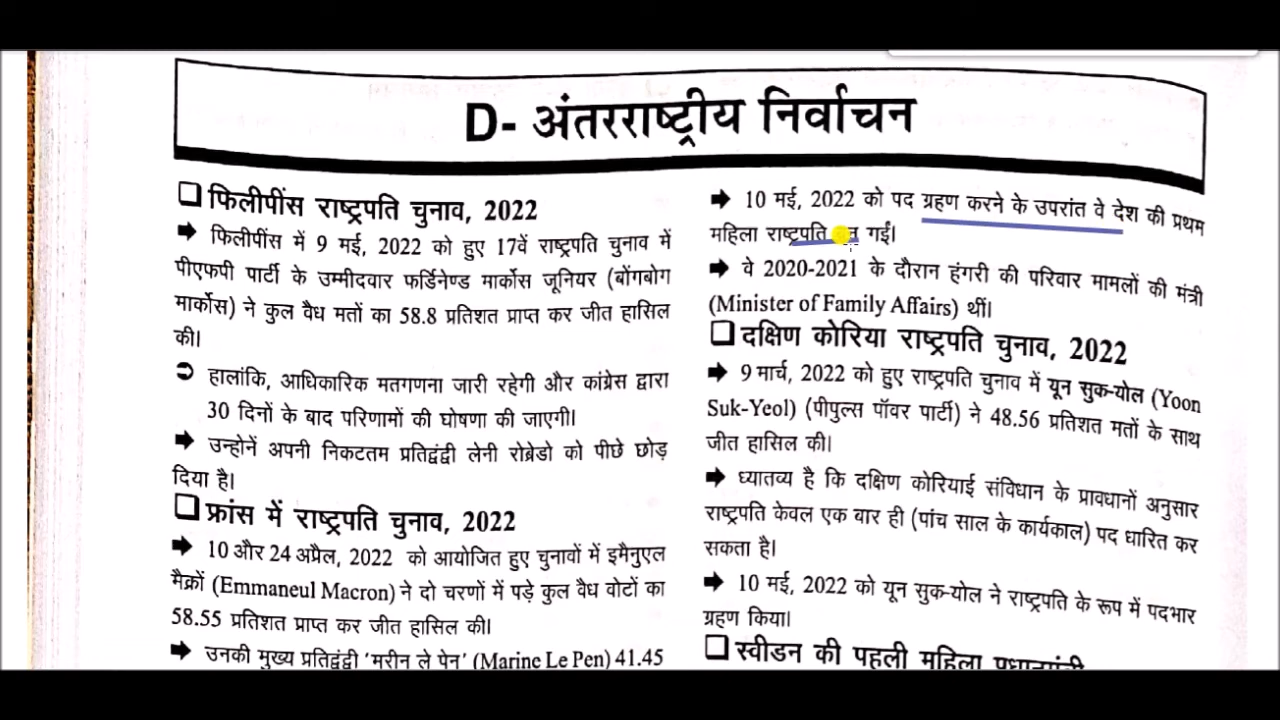 D- अंतरराष्ट्रीय निर्वाचन
❑ फिलीपींस राष्ट्रपति चुनाव, 2022
➡ फिलीपींस में 9 मई, 2022 को हुए 17वें राष्ट्रपति चुनाव में
पीएफपी पार्टी के उम्मीदवार फर्डिनेण्ड मार्कोस जूनियर (बोंगबोग
मार्कोस) ने कुल वैध मतों का 58.8 प्रतिशत प्राप्त कर जीत हासिल
की।
➲ हालांकि, आधिकारिक मतगणना जारी रहेगी और कांग्रेस द्वारा
30 दिनों के बाद परिणामों की घोषणा की जाएगी।
➡ उन्होनें अपनी निकटतम प्रतिद्वंद्वी लेनी रोब्रेडो को पीछे छोड़
दिया है।
❑ फ्रांस में राष्ट्रपति चुनाव, 2022
➡ 10 और 24 अप्रैल, 2022 को आयोजित हुए चुनावों में इमैनुएल
मैक्रों (Emmaneul Macron) ने दो चरणों में पड़े कुल वैध वोटों का
58.55 प्रतिशत प्राप्त कर जीत हासिल की।
➡ उनकी मुख्य प्रतिद्वंद्वी ‘मरीन ले पेन’ (Marine Le Pen) 41.45
➡ 10 मई, 2022 को पद ग्रहण करने के उपरांत वे देश की प्रथम
महिला राष्ट्रपति गईं।
➡ वे 2020-2021 के दौरान हंगरी की परिवार मामलों की मंत्री
(Minister of Family Affairs) थीं।
❑ दक्षिण कोरिया राष्ट्रपति चुनाव, 2022
➡ 9 मार्च, 2022 को हुए राष्ट्रपति चुनाव में यून सुक-योल (Yoon
Suk-Yeol) (पीपुल्स पॉवर पार्टी) ने 48.56 प्रतिशत मतों के साथ
जीत हासिल की।
➡ ध्यातव्य है कि दक्षिण कोरियाई संविधान के प्रावधानों अनुसार
राष्ट्रपति केवल एक बार ही (पांच साल के कार्यकाल) पद धारित कर
सकता है।
➡ 10 मई, 2022 को यून सुक-योल ने राष्ट्रपति के रूप में पदभार
ग्रहण किया।
❑ स्वीडन की पहली महिला प्रधानमंत्री